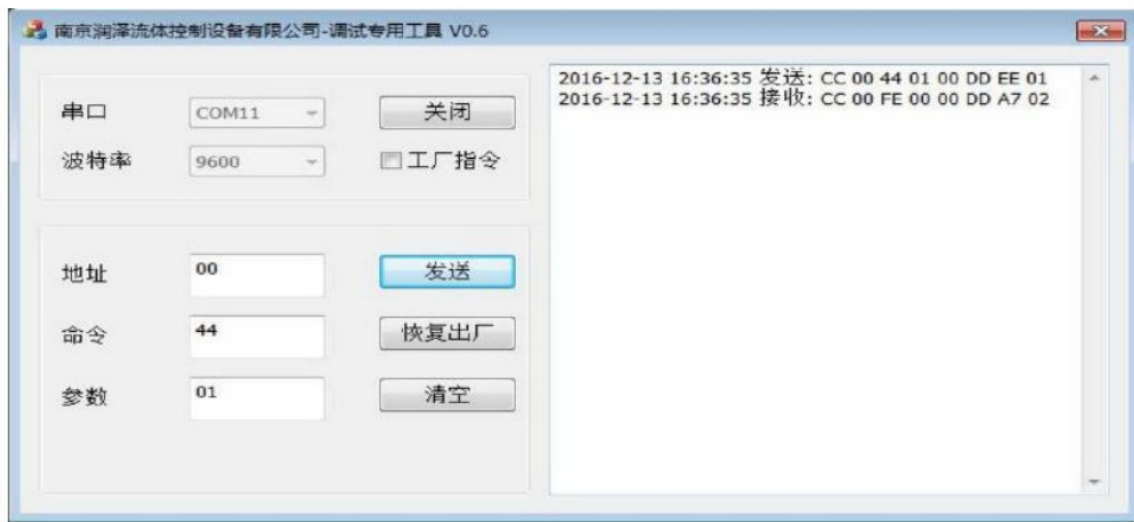 南京润泽流体控制设备有限公司-调试专用工具 V0.6
串口 COM11 关闭
波特率 9600 工厂指令
地址 00 发送
命令 44 恢复出厂
参数 01 清空
2016-12-13 16:36:35 发送: CC 00 44 01 00 DD EE 01
2016-12-13 16:36:35 接收: CC 00 FE 00 00 DD A7 02